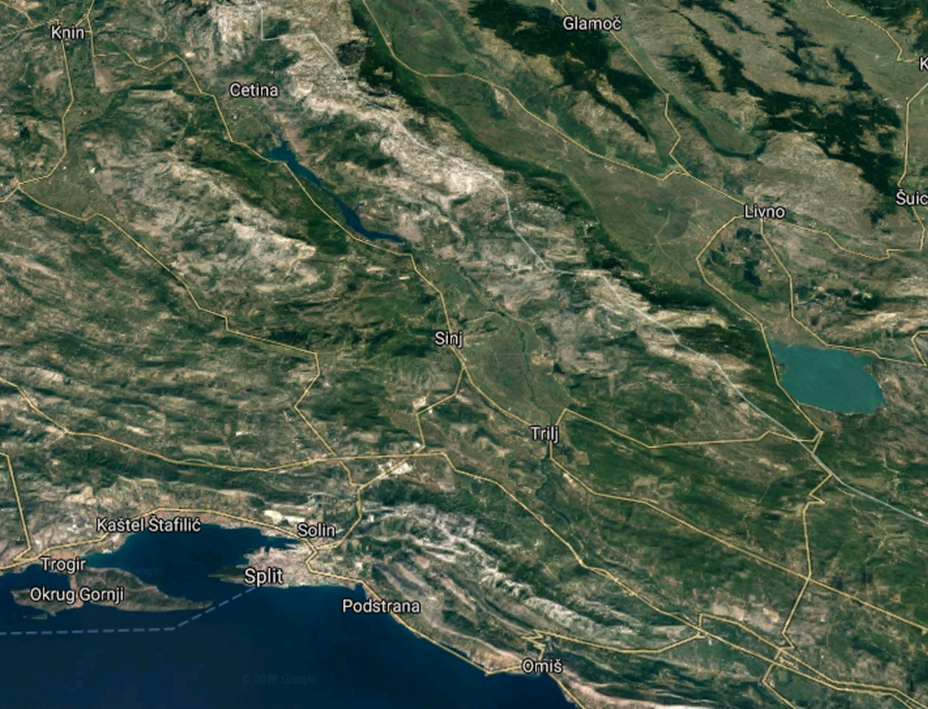 Glamoč
Knin
K
Cetina
Šuic
Livno
Sinj
Trilj
Kaštel Štafilić
Solin
Trogir
Split
Okrug Gornji
Podstrana
Omiš
© 2020 Google